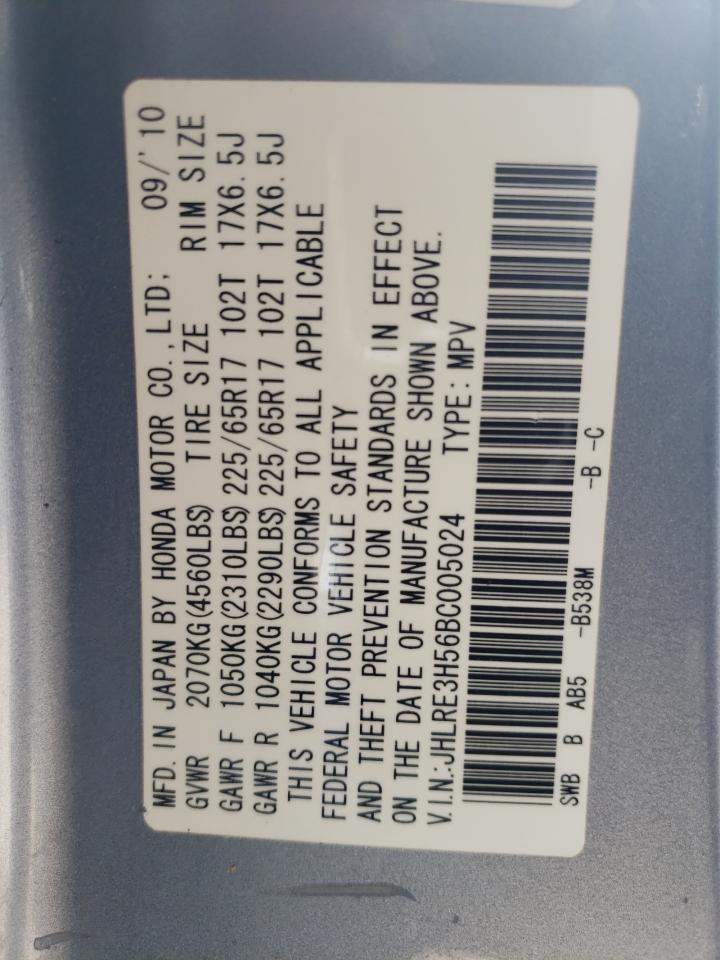 MFD. IN JAPAN BY HONDA MOTOR CO., LTD; 09/'10
GVWR 2070KG(4560LBS) TIRE SIZE RIM SIZE
GAWR F 1050KG(2310LBS) 225/65R17 102T 17X6.5J
GAWR R 1040KG(2290LBS) 225/65R17 102T 17X6.5J
THIS VEHICLE CONFORMS TO ALL APPLICABLE
FEDERAL MOTOR VEHICLE SAFETY
AND THEFT PREVENTION STANDARDS IN EFFECT
ON THE DATE OF MANUFACTURE SHOWN ABOVE.
V.I.N.:JHLRE3H56BC005024 TYPE:MPV
SWB B AB5 -B538M -B -C